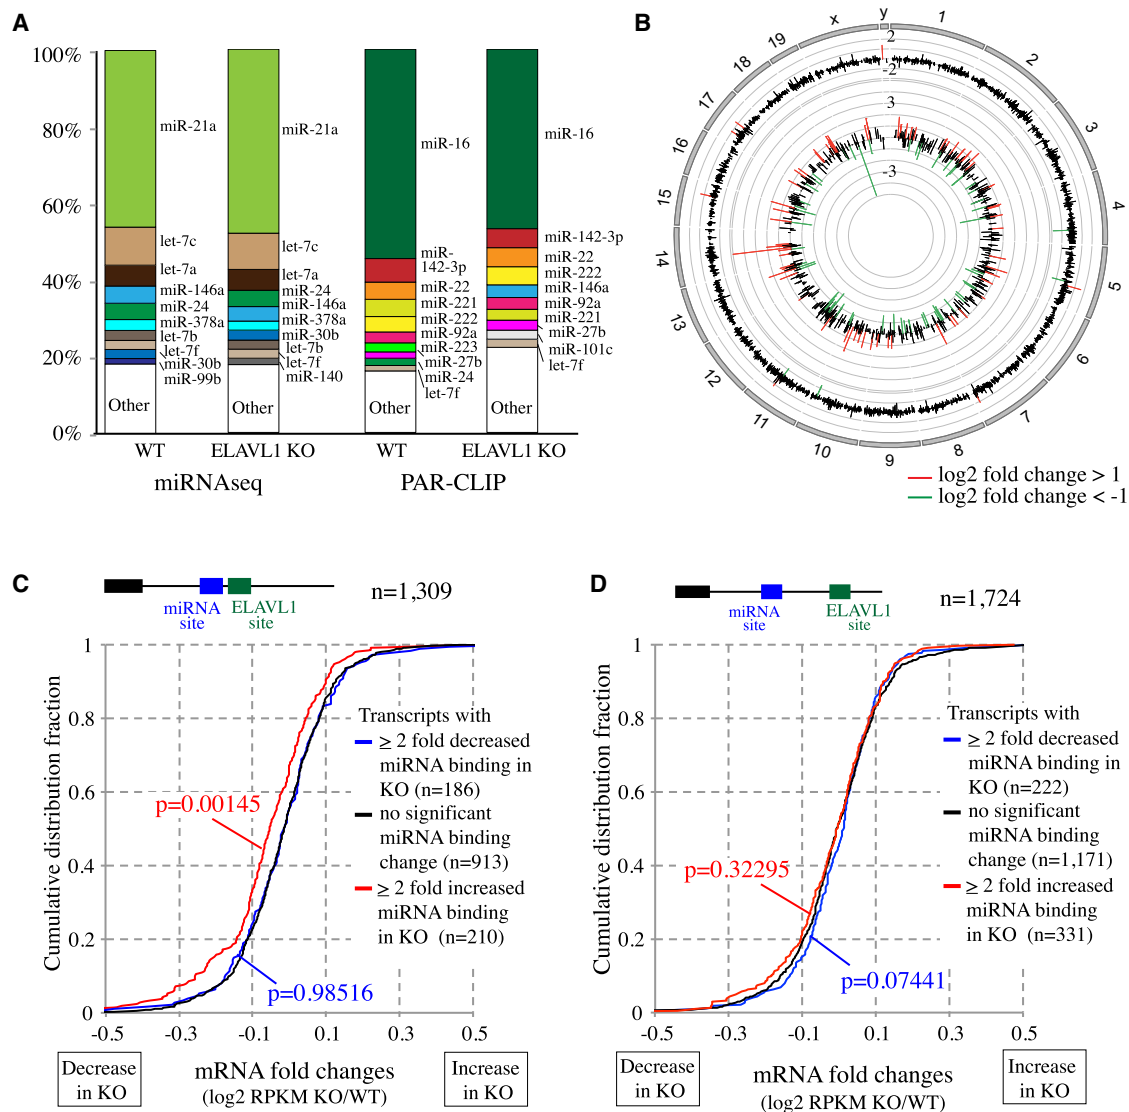 A
100%
80%
60%
40%
20%
0%
miR-21a
let-7c
let-7a
miR-146a
miR-24
miR-378a
let-7b
let-7f
miR-30b
miR-99b
Other
miR-21a
let-7c
let-7a
miR-24
miR-146a
miR-378a
miR-30b
let-7b
let-7f
miR-140
Other
miR-16
miR-
142-3p
miR-22
miR-221
miR-222
miR-92a
miR-223
miR-27b
miR-24
let-7f
Other
miR-16
miR-142-3p
miR-22
miR-222
miR-146a
miR-92a
miR-221
miR-27b
miR-101c
let-7f
Other
WT
ELAVL1 KO
WT
ELAVL1 KO
miRNAseq
PAR-CLIP
B
y
1
2
3
4
5
6
7
8
9
10
11
12
13
14
15
16
17
18
19
x
2
-2
3
-3
log2 fold change > 1
log2 fold change < -1
C
miRNA
site
ELAVL1
site
n=1,309
Cumulative distribution fraction
1
0.8
0.6
0.4
0.2
0
Transcripts with
≥ 2 fold decreased
miRNA binding in
KO (n=186)
no significant
miRNA binding
change (n=913)
≥ 2 fold increased
miRNA binding
in KO (n=210)
p=0.00145
p=0.98516
-0.5
-0.3
-0.1
0.1
0.3
0.5
Decrease
in KO
mRNA fold changes
(log2 RPKM KO/WT)
Increase
in KO
D
miRNA
site
ELAVL1
site
n=1,724
Cumulative distribution fraction
1
0.8
0.6
0.4
0.2
0
Transcripts with
≥ 2 fold decreased
miRNA binding in
KO (n=222)
no significant
miRNA binding
change (n=1,171)
≥ 2 fold increased
miRNA binding
in KO (n=331)
p=0.32295
p=0.07441
-0.5
-0.3
-0.1
0.1
0.3
0.5
Decrease
in KO
mRNA fold changes
(log2 RPKM KO/WT)
Increase
in KO